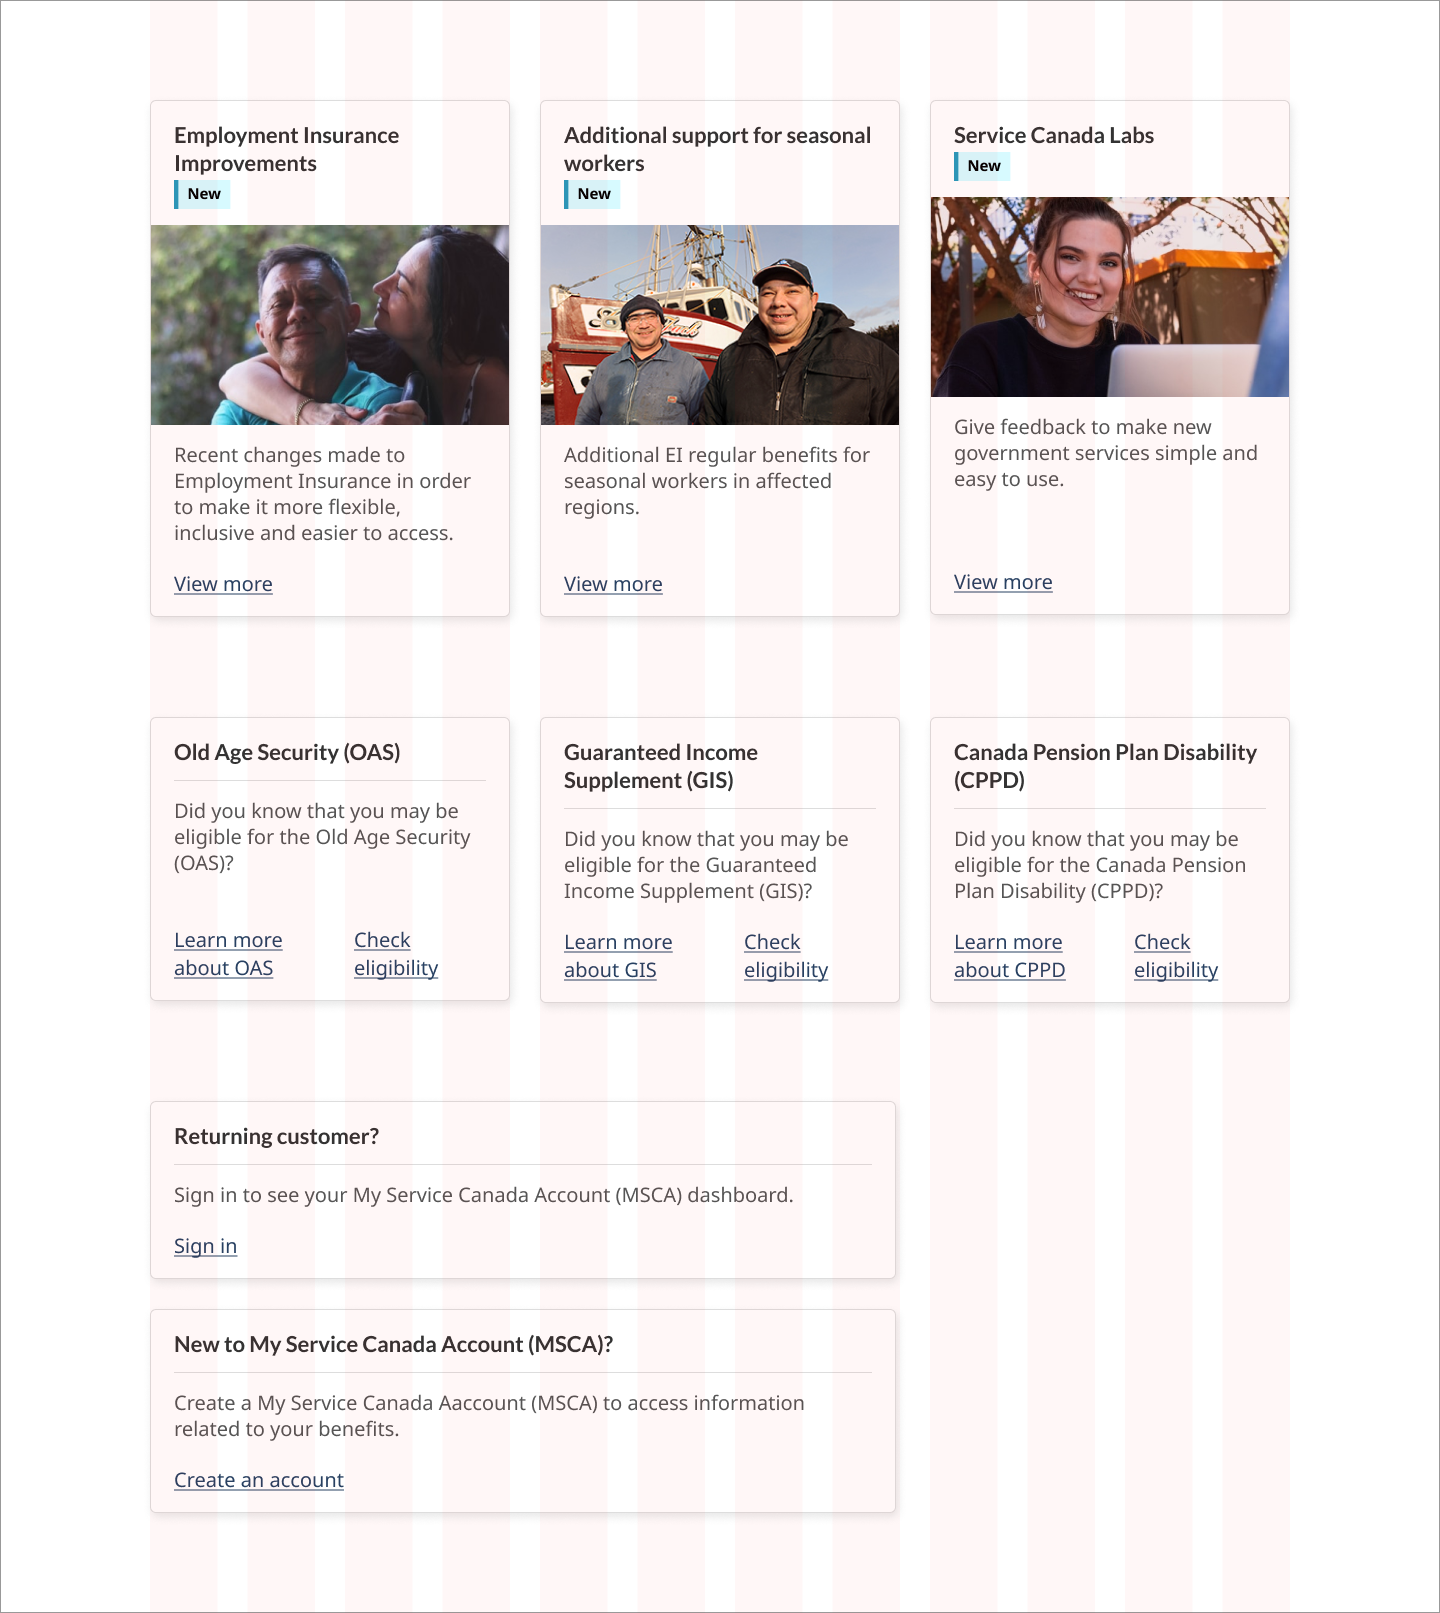 Employment Insurance
Improvements
New
Recent changes made to
Employment Insurance in order
to make it more flexible,
inclusive and easier to access.
View more
Additional support for seasonal
workers
New
Additional EI regular benefits for
seasonal workers in affected
regions.
View more
Service Canada Labs
New
Give feedback to make new
government services simple and
easy to use.
View more
Old Age Security (OAS)
Did you know that you may be
eligible for the Old Age Security
(OAS)?
Learn more
about OAS
Check
eligibility
Guaranteed Income
Supplement (GIS)
Did you know that you may be
eligible for the Guaranteed
Income Supplement (GIS)?
Learn more
about GIS
Check
eligibility
Canada Pension Plan Disability
(CPPD)
Did you know that you may be
eligible for the Canada Pension
Plan Disability (CPPD)?
Learn more
about CPPD
Check
eligibility
Returning customer?
Sign in to see your My Service Canada Account (MSCA) dashboard.
Sign in
New to My Service Canada Account (MSCA)?
Create a My Service Canada Aaccount (MSCA) to access information
related to your benefits.
Create an account